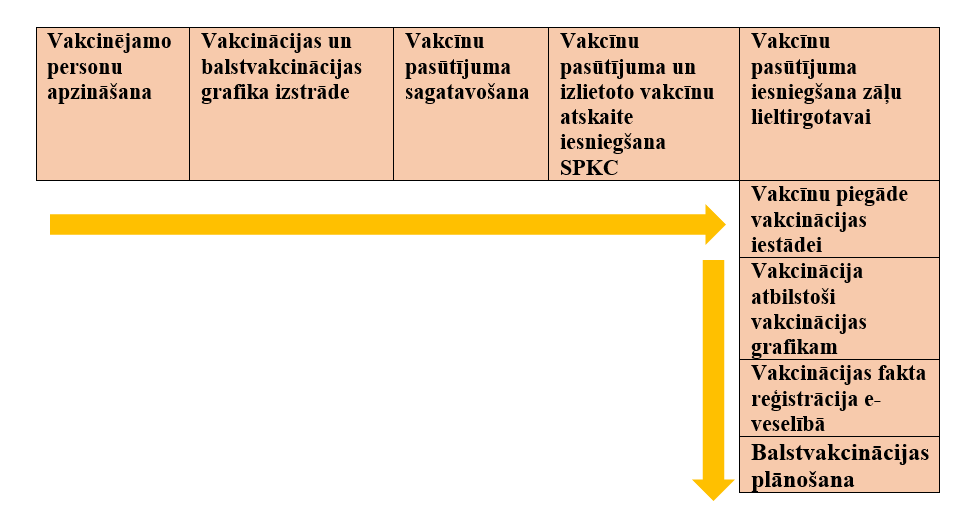 Vakcinējamo
personu
apzināšana
Vakcinācijas un
balstvakcinācijas
grafika izstrāde
Vakcīnu
pasūtījuma
sagatavošana
Vakcīnu
pasūtījuma un
izlietoto vakcīnu
atskaite
iesniegšana
SPKC
Vakcīnu
pasūtījuma
iesniegšana zāļu
lieltirgotavai
Vakcīnu piegāde
vakcinācijas
iestādei
Vakcinācija
atbilstoši
vakcinācijas
grafikam
Vakcinācijas fakta
reģistrācija e-
veselībā
Balstvakcinācijas
plānošana